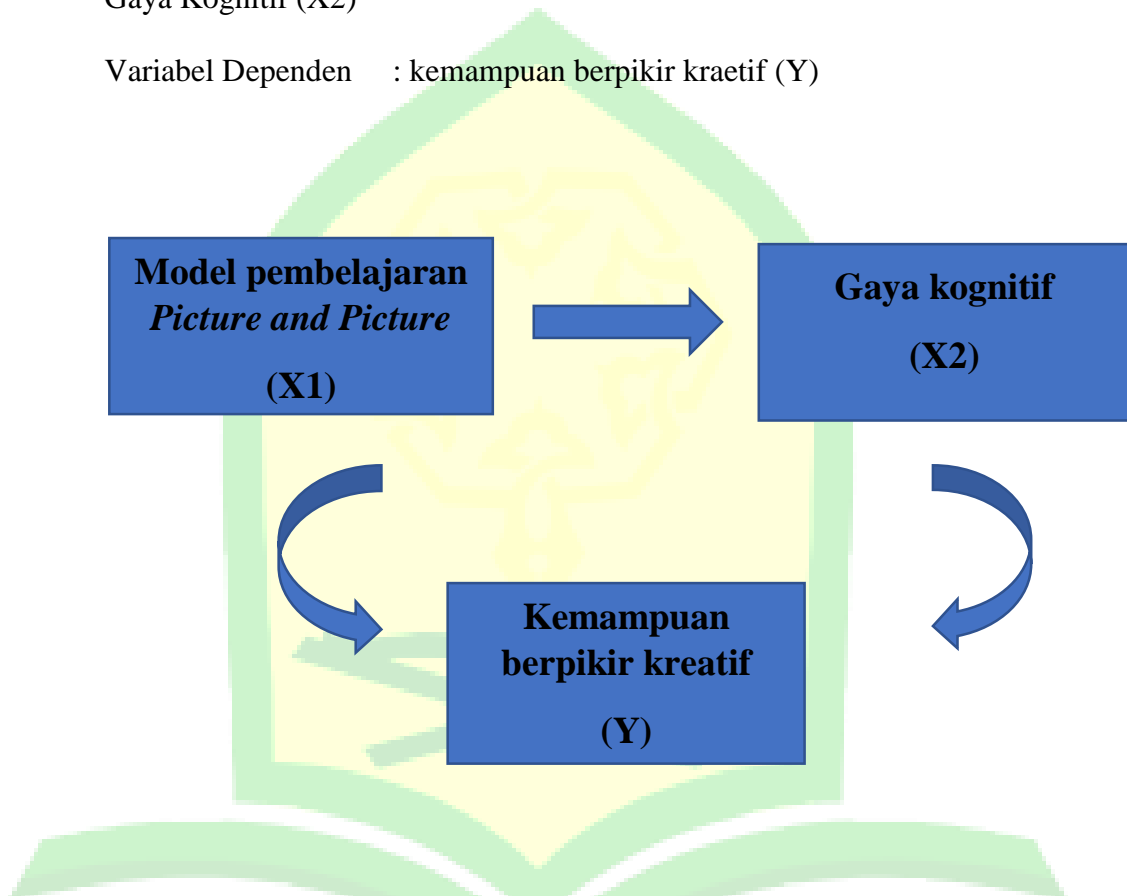 Gaya Kognitif (X2)
Variabel Dependen : kemampuan berpikir kraetif (Y)
Model pembelajaran
Picture and Picture
(X1)
Gaya kognitif
(X2)
Kemampuan
berpikir kreatif
(Y)